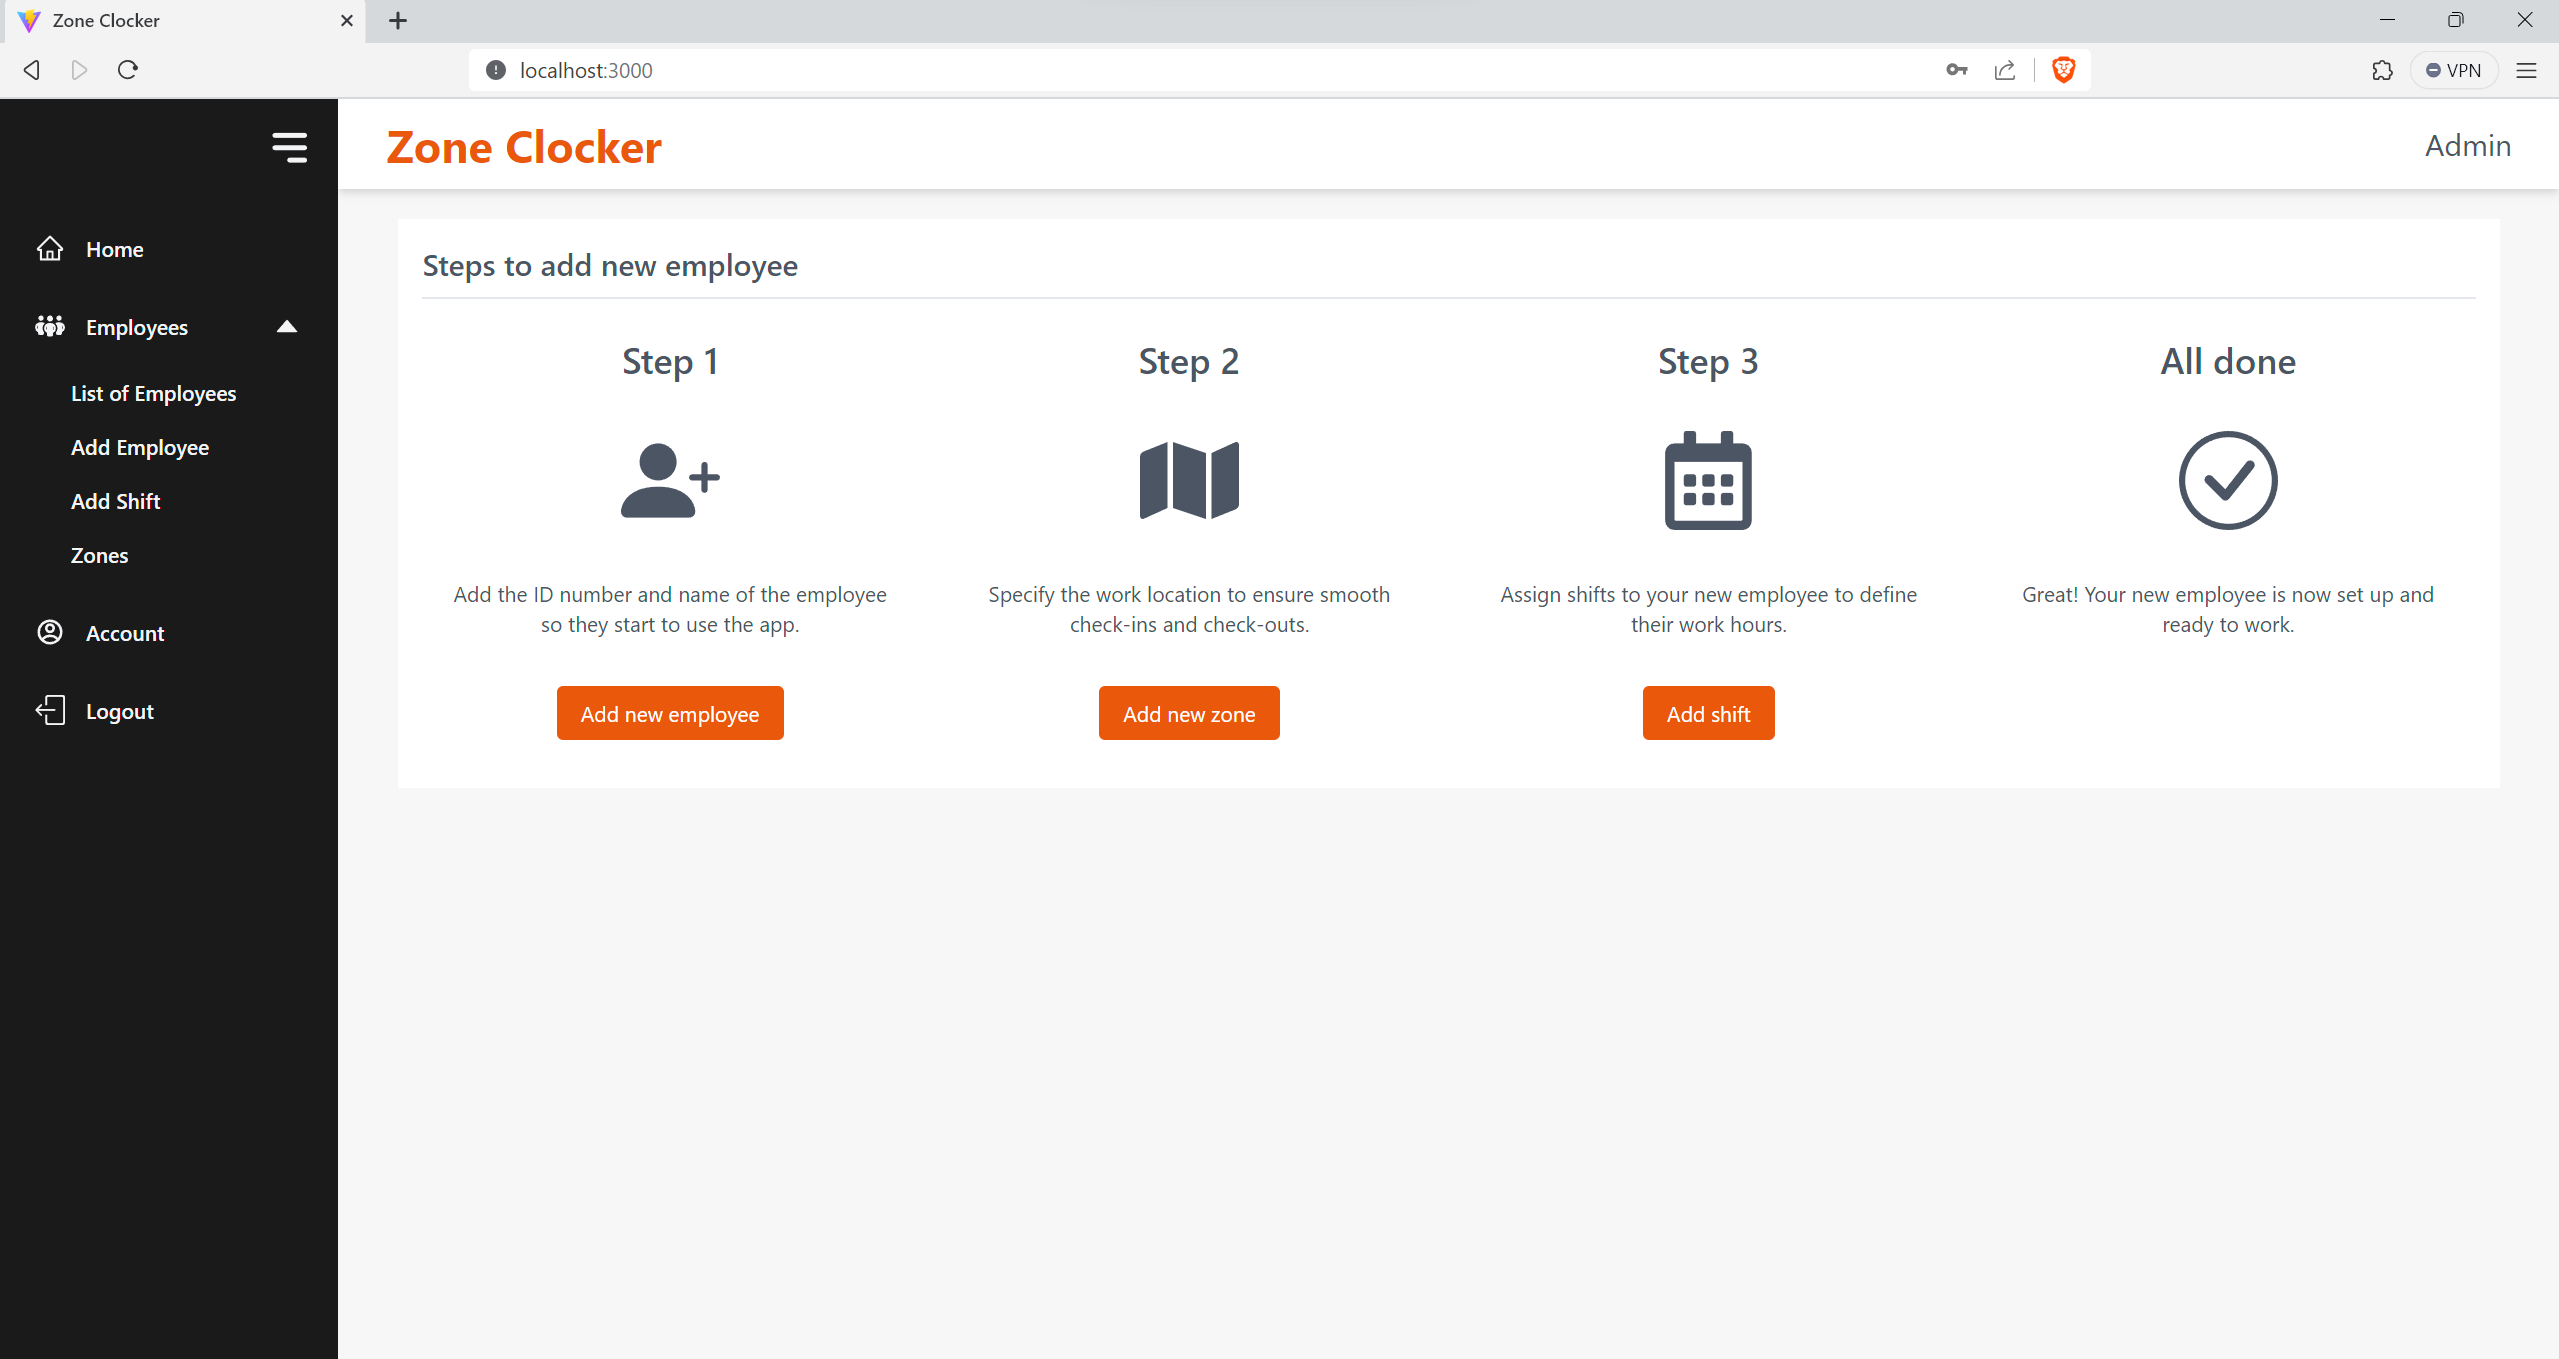 Zone Clocker
localhost:3000
VPN
Zone Clocker
Admin
Home
Employees
List of Employees
Add Employee
Add Shift
Zones
Account
Logout
Steps to add new employee
Step 1
Add the ID number and name of the employee
so they start to use the app.
Add new employee
Step 2
Specify the work location to ensure smooth
check-ins and check-outs.
Add new zone
Step 3
Assign shifts to your new employee to define
their work hours.
Add shift
All done
Great! Your new employee is now set up and
ready to work.